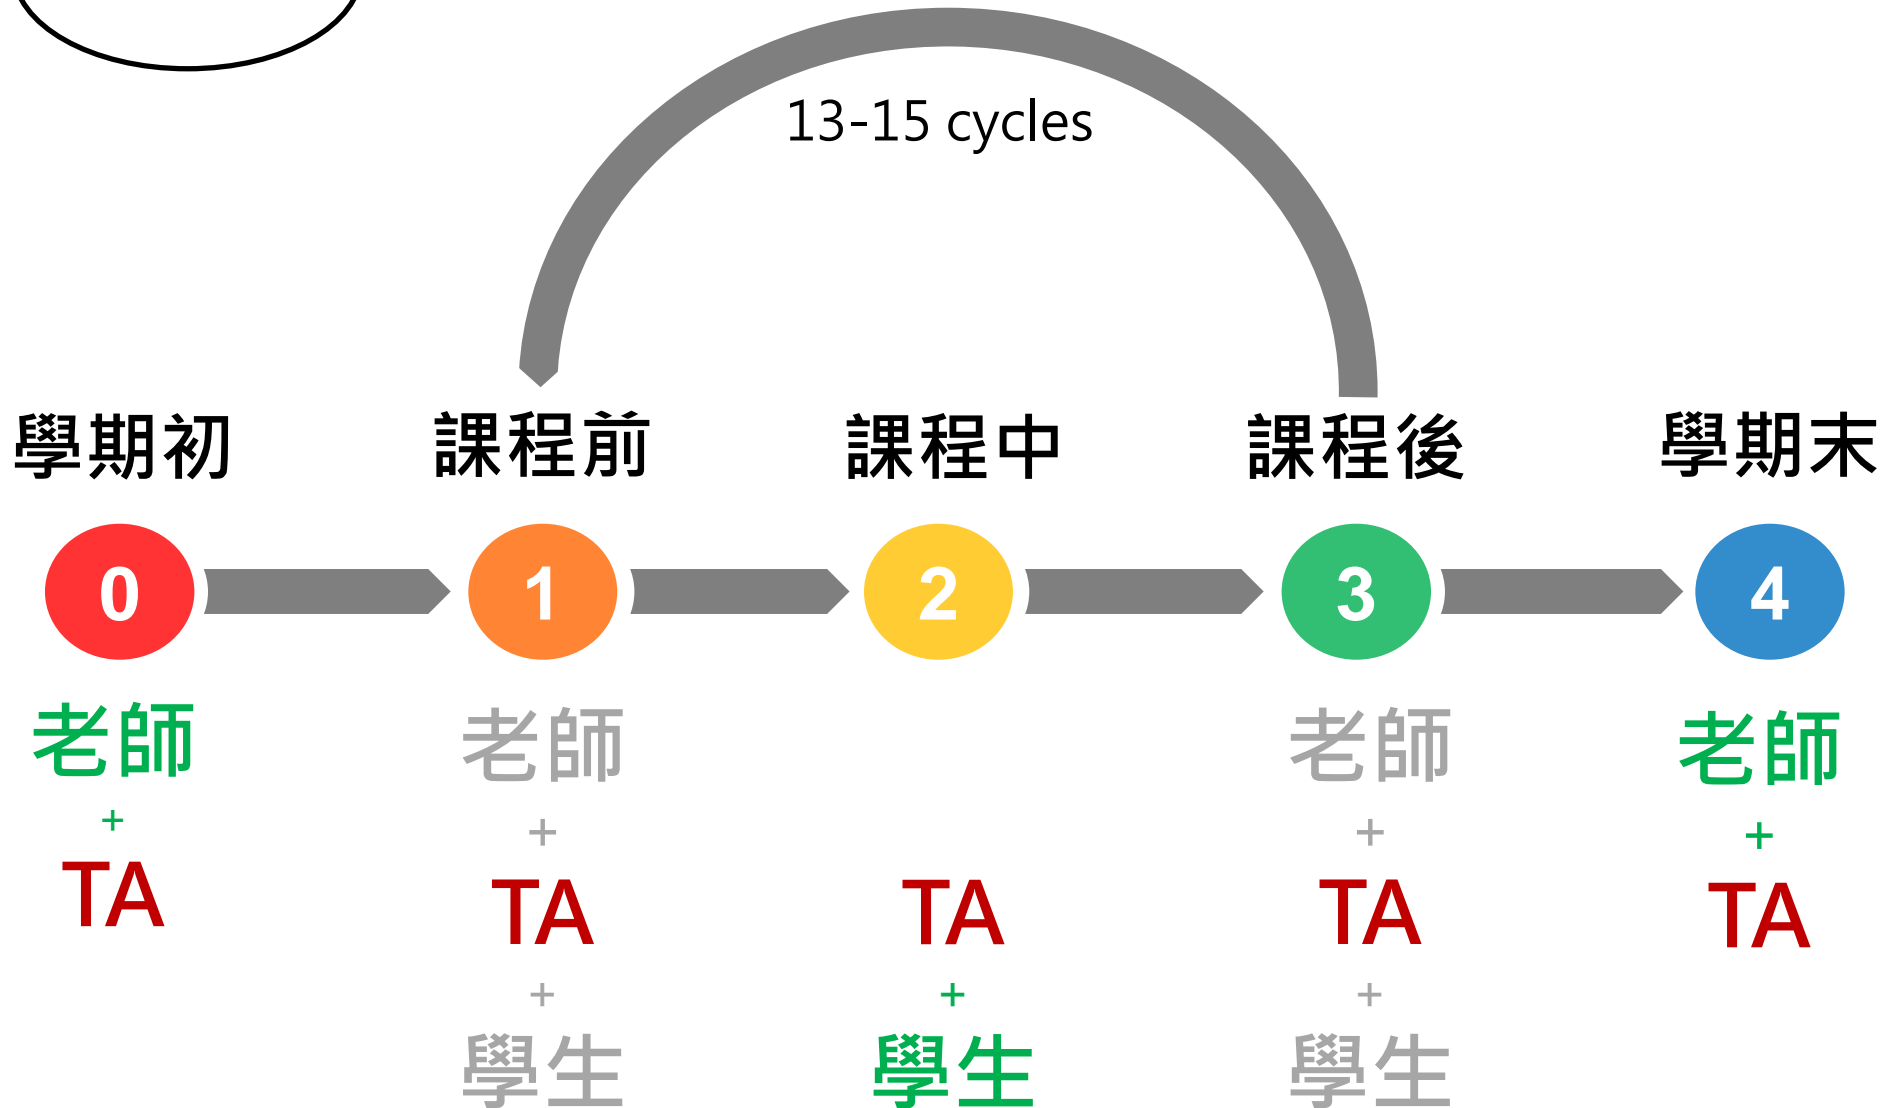 13-15 cycles
學期初 課程前 課程中 課程後 學期末
0 1 2 3 4
老師 老師 老師 老師
+ + + +
TA TA TA TA TA
+ + +
學生 學生 學生